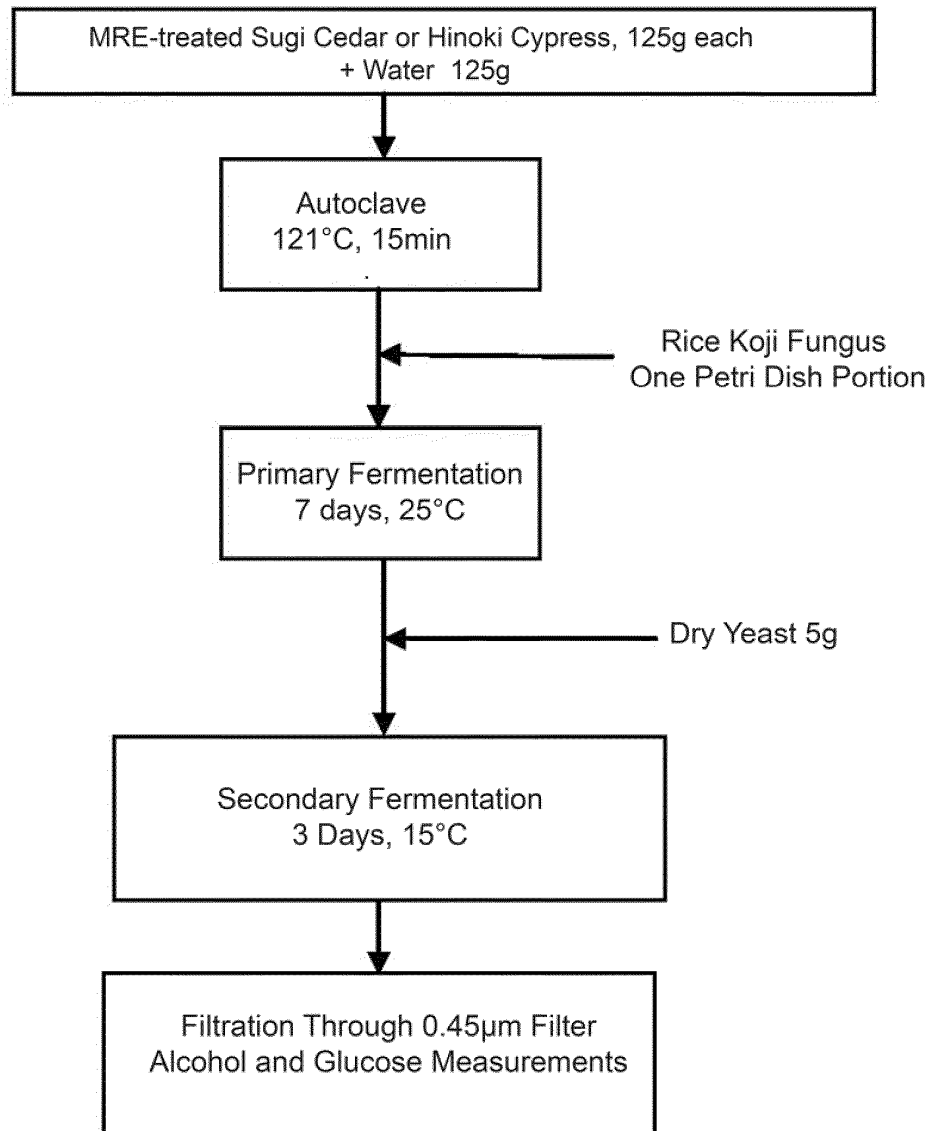 MRE-treated Sugi Cedar or Hinoki Cypress, 125g each
+ Water 125g
Autoclave
121°C, 15min
Rice Koji Fungus
One Petri Dish Portion
Primary Fermentation
7 days, 25°C
Dry Yeast 5g
Secondary Fermentation
3 Days, 15°C
Filtration Through 0.45µm Filter
Alcohol and Glucose Measurements